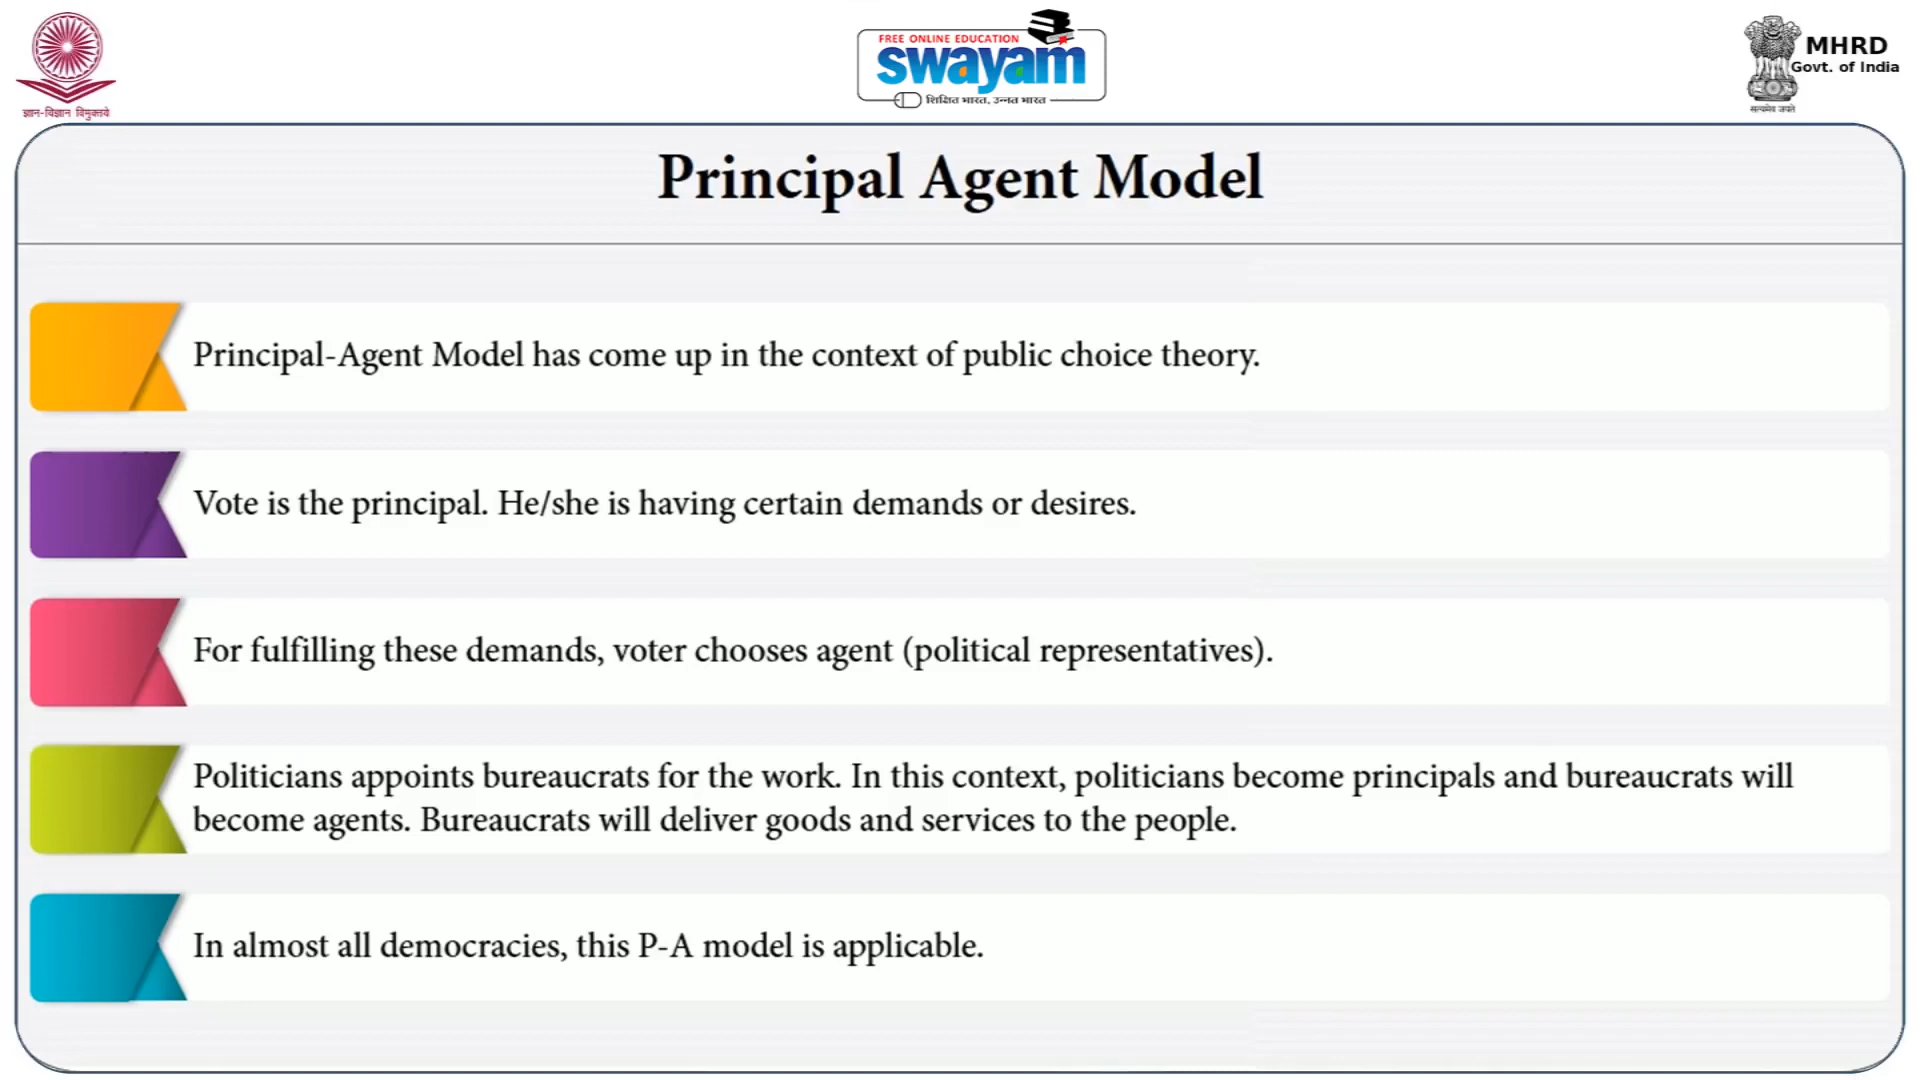 ज्ञान-विज्ञान विमुक्तये
FREE ONLINE EDUCATION
swayam
शिक्षित भारत, उन्नत भारत
MHRD
Govt. of India
सत्यमेव जयते
Principal Agent Model
Principal-Agent Model has come up in the context of public choice theory.
Vote is the principal. He/she is having certain demands or desires.
For fulfilling these demands, voter chooses agent (political representatives).
Politicians appoints bureaucrats for the work. In this context, politicians become principals and bureaucrats will
become agents. Bureaucrats will deliver goods and services to the people.
In almost all democracies, this P-A model is applicable.